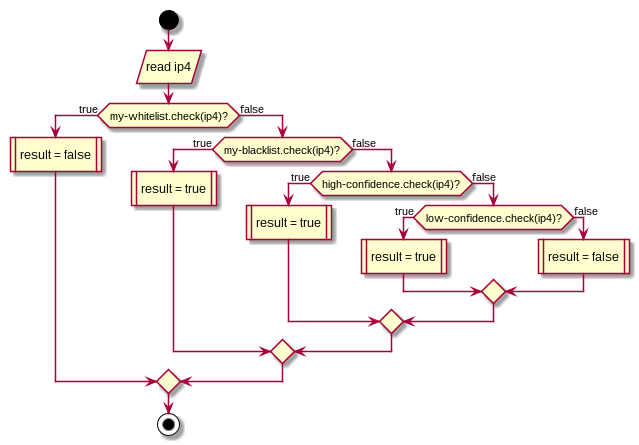 read ip4
true
my-whitelist.check(ip4)?
false
result = false
true
my-blacklist.check(ip4)?
false
result = true
true
high-confidence.check(ip4)?
false
result = true
true
low-confidence.check(ip4)?
false
result = true
result = false